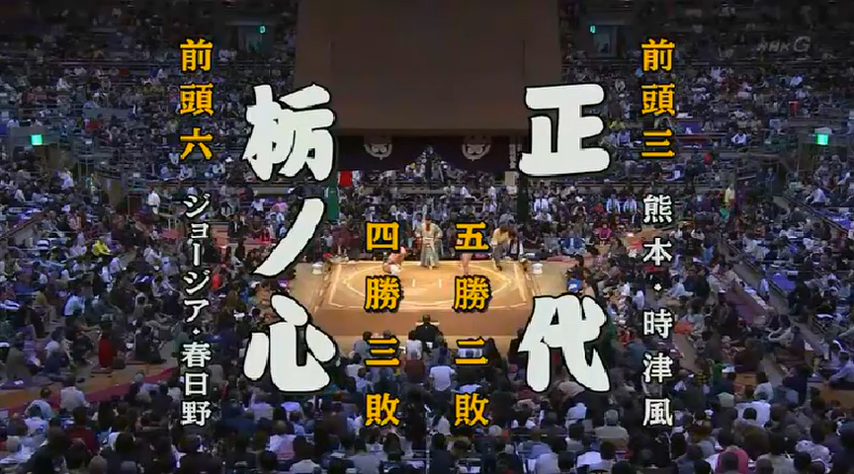 NHK G
前頭三
熊本・時津風
正代
五勝二敗
四勝三敗
栃ノ心
前頭六
ジョージア・春日野